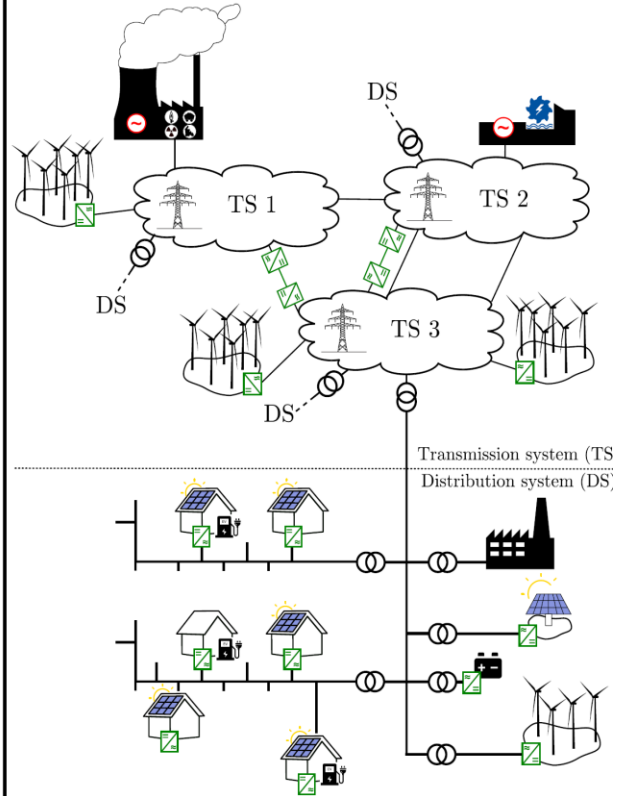 DS
TS 1
TS 2
DS
TS 3
DS
Transmission system (TS
Distribution system (DS)